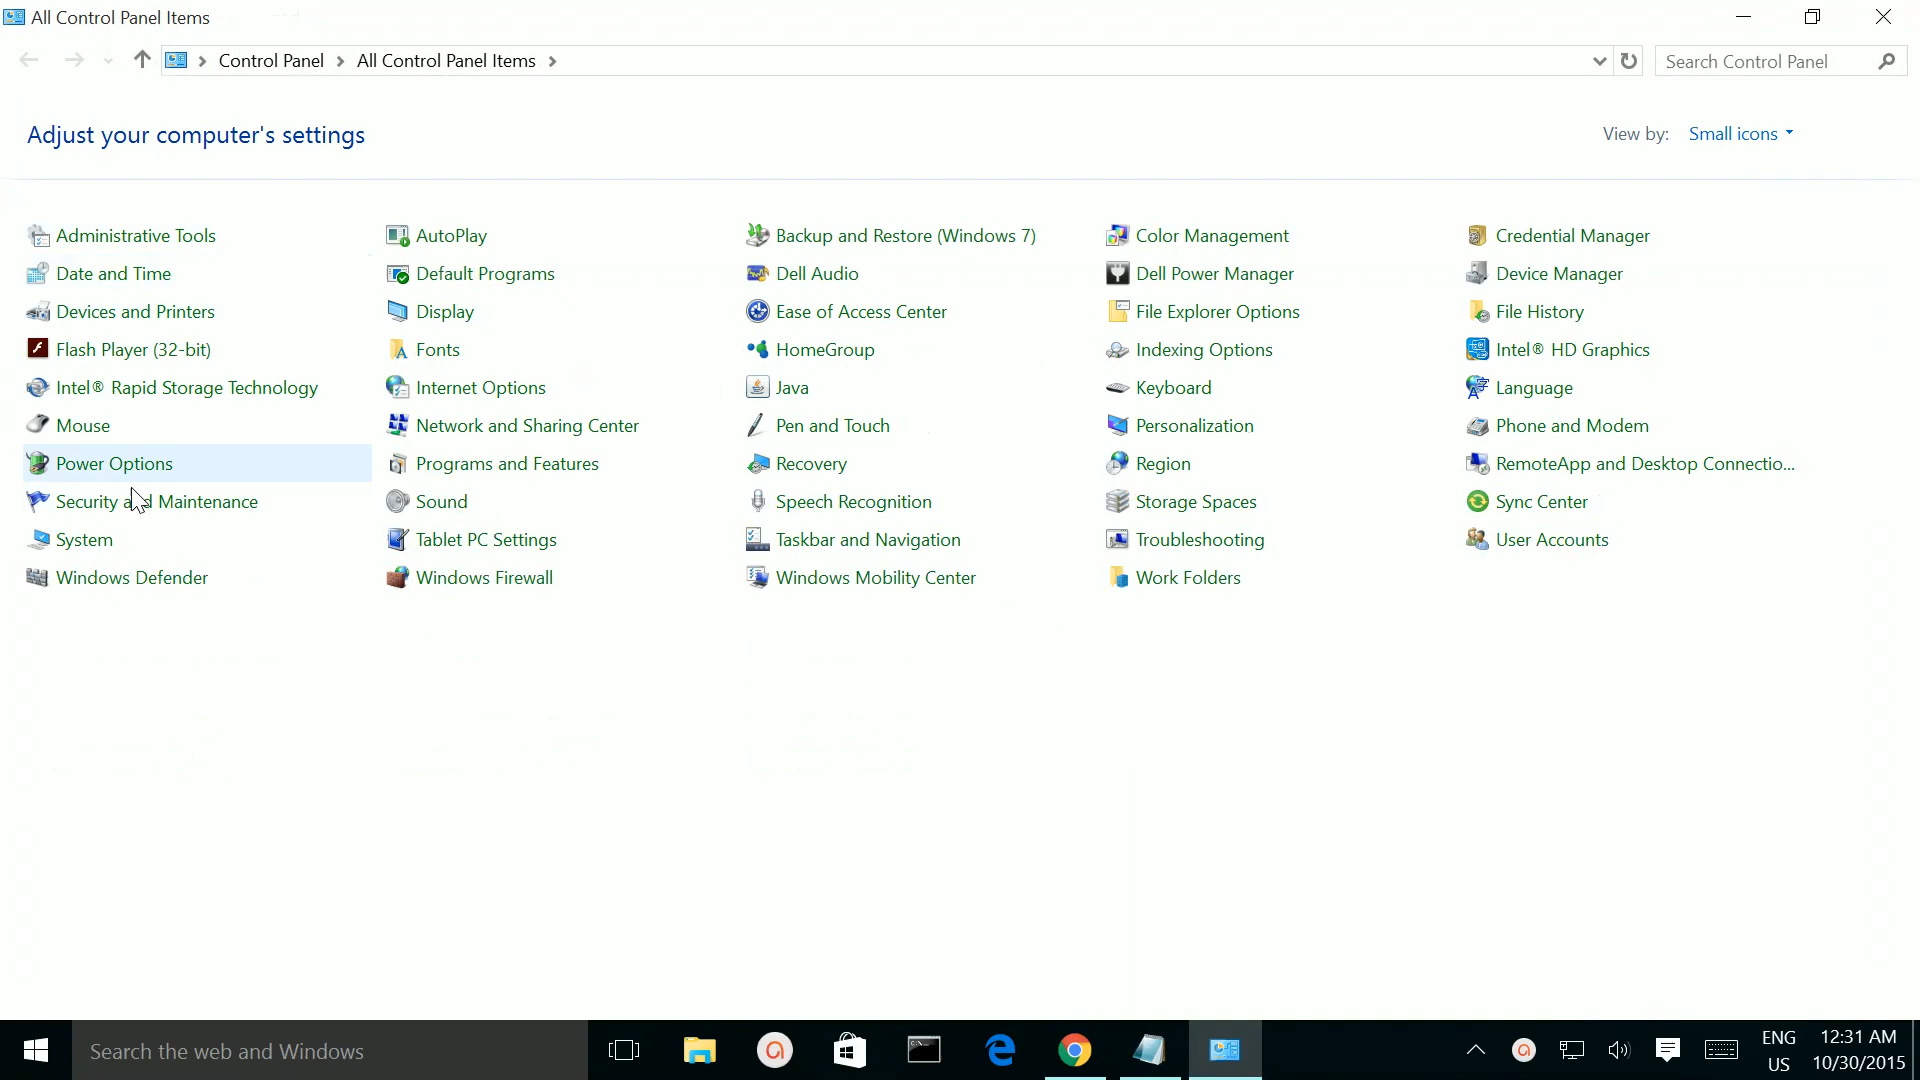 All Control Panel Items
Control Panel All Control Panel Items
Search Control Panel
Adjust your computer's settings
View by: Small icons
Administrative Tools AutoPlay Backup and Restore (Windows 7) Color Management Credential Manager
Date and Time Default Programs Dell Audio Dell Power Manager Device Manager
Devices and Printers Display Ease of Access Center File Explorer Options File History
Flash Player (32-bit) Fonts HomeGroup Indexing Options Intel® HD Graphics
Intel® Rapid Storage Technology Internet Options Java Keyboard Language
Mouse Network and Sharing Center Pen and Touch Personalization Phone and Modem
Power Options Programs and Features Recovery Region RemoteApp and Desktop Connectio...
Security and Maintenance Sound Speech Recognition Storage Spaces Sync Center
System Tablet PC Settings Taskbar and Navigation Troubleshooting User Accounts
Windows Defender Windows Firewall Windows Mobility Center Work Folders
Search the web and Windows
ENG 12:31 AM
US 10/30/2015